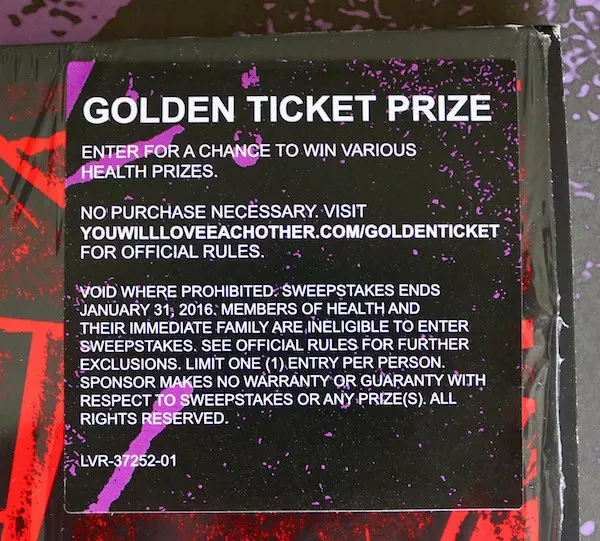 GOLDEN TICKET PRIZE
ENTER FOR A CHANCE TO WIN VARIOUS
HEALTH PRIZES.
NO PURCHASE NECESSARY. VISIT
YOUWILLLOVEEACHOTHER.COM/GOLDENTICKET
FOR OFFICIAL RULES.
VOID WHERE PROHIBITED. SWEEPSTAKES ENDS
JANUARY 31, 2016. MEMBERS OF HEALTH AND
THEIR IMMEDIATE FAMILY ARE INELIGIBLE TO ENTER
SWEEPSTAKES. SEE OFFICIAL RULES FOR FURTHER
EXCLUSIONS. LIMIT ONE (1) ENTRY PER PERSON.
SPONSOR MAKES NO WARRANTY OR GUARANTY WITH
RESPECT TO SWEEPSTAKES OR ANY PRIZE(S). ALL
RIGHTS RESERVED.
LVR-37252-01